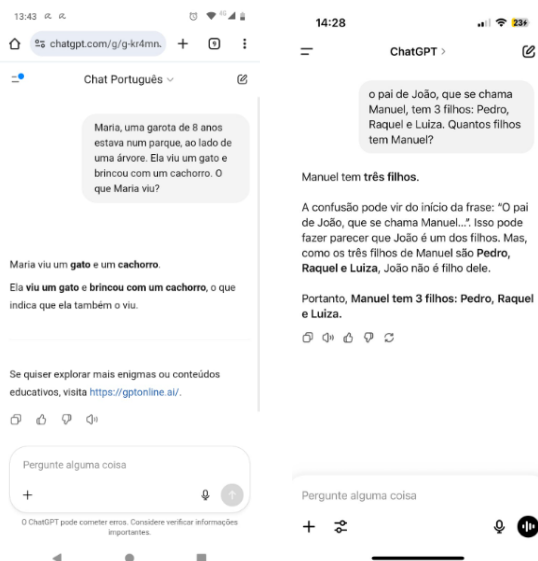 13:43
4G
chatgpt.com/g/g-kr4mn.
9
Chat Português
Maria, uma garota de 8 anos
estava num parque, ao lado de
uma árvore. Ela viu um gato e
brincou com um cachorro. O
que Maria viu?
Maria viu um gato e um cachorro.
Ela viu um gato e brincou com um cachorro, o que
indica que ela também o viu.
Se quiser explorar mais enigmas ou conteúdos
educativos, visita https://gptonline.ai/.
Pergunte alguma coisa
O ChatGPT pode cometer erros. Considere verificar informações
importantes.
14:28
23
ChatGPT >
o pai de João, que se chama
Manuel, tem 3 filhos: Pedro,
Raquel e Luiza. Quantos filhos
tem Manuel?
Manuel tem três filhos.
A confusão pode vir do início da frase: “O pai
de João, que se chama Manuel...”. Isso pode
fazer parecer que João é um dos filhos. Mas,
como os três filhos de Manuel são Pedro,
Raquel e Luiza, João não é filho dele.
Portanto, Manuel tem 3 filhos: Pedro, Raquel
e Luiza.
Pergunte alguma coisa